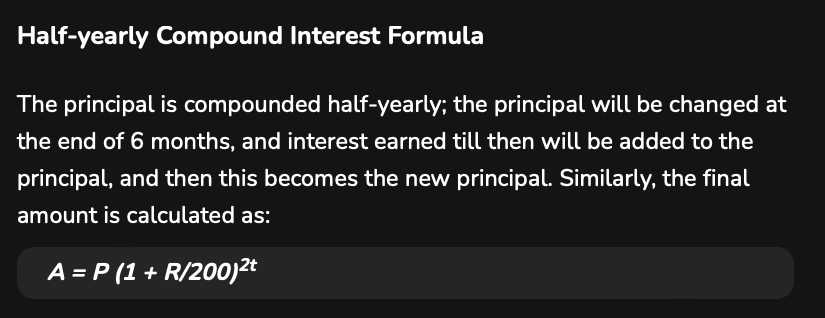 Half-yearly Compound Interest Formula
The principal is compounded half-yearly; the principal will be changed at
the end of 6 months, and interest earned till then will be added to the
principal, and then this becomes the new principal. Similarly, the final
amount is calculated as:
A = P (1 + R/200)²ᵗ